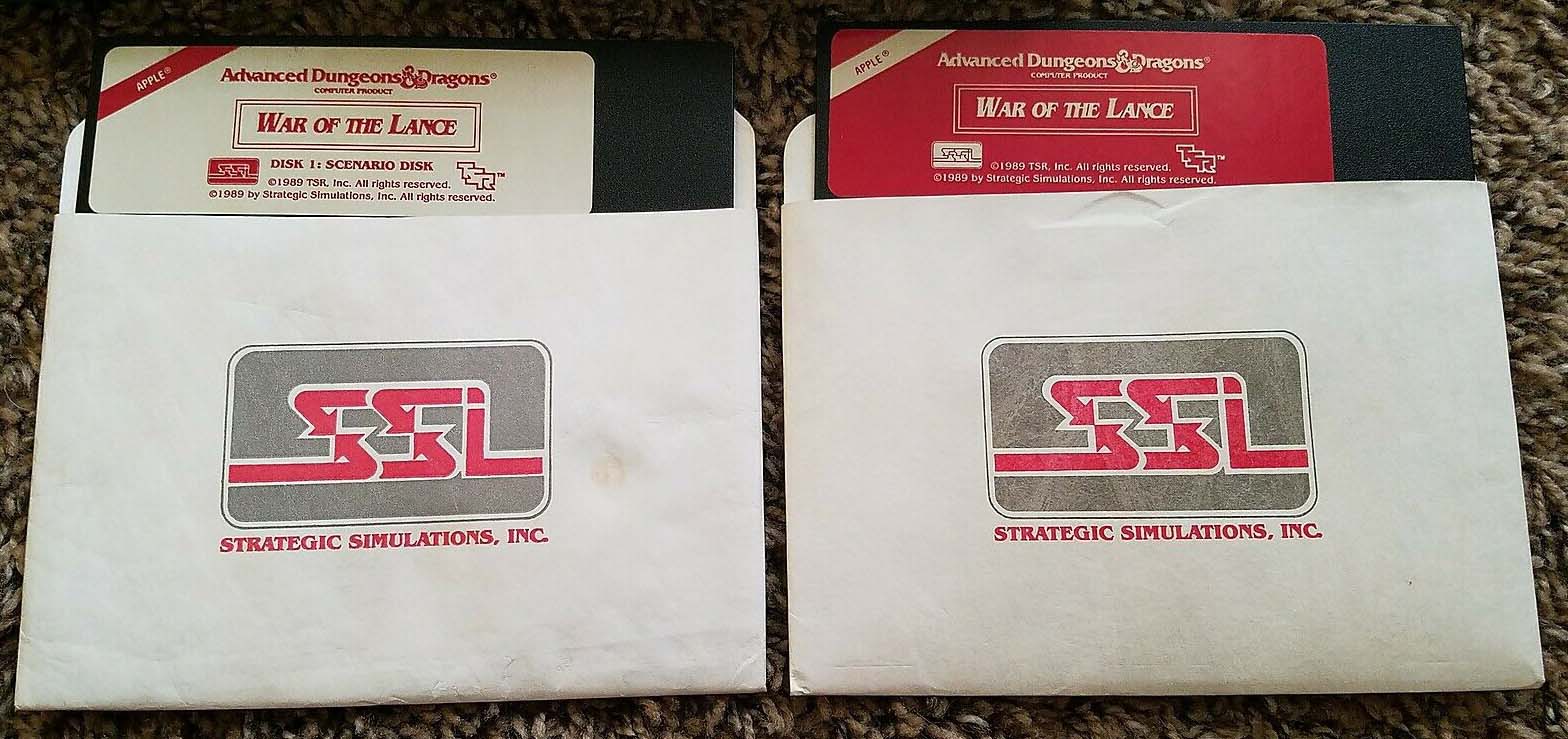 APPLE®
Advanced Dungeons & Dragons®
COMPUTER PRODUCT
WAR OF THE LANCE
SSI
DISK 1: SCENARIO DISK
TSR™
©1989 TSR, Inc. All rights reserved.
©1989 by Strategic Simulations, Inc. All rights reserved.
SSI
STRATEGIC SIMULATIONS, INC.
APPLE®
Advanced Dungeons & Dragons®
COMPUTER PRODUCT
WAR OF THE LANCE
SSI
TSR™
©1989 TSR, Inc. All rights reserved.
©1989 by Strategic Simulations, Inc. All rights reserved.
SSI
STRATEGIC SIMULATIONS, INC.